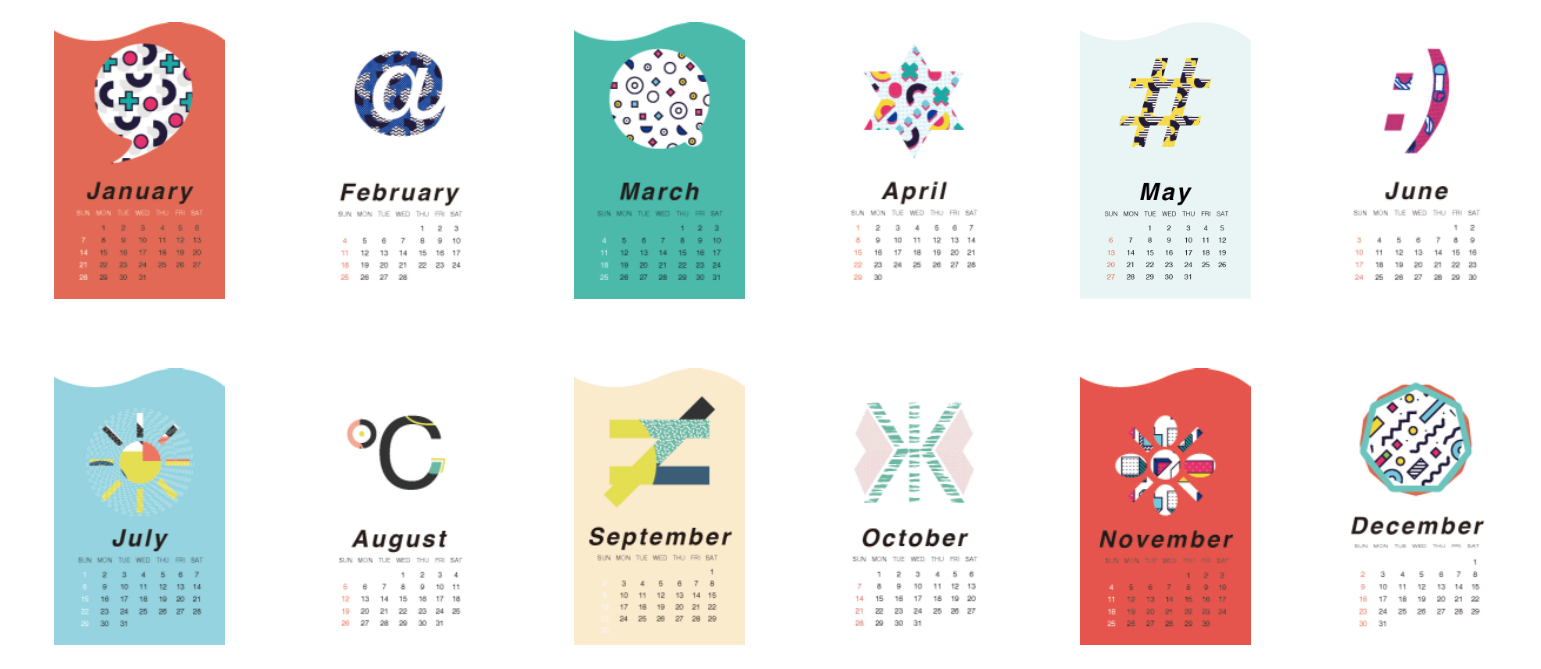 January
SUN MON TUE WED THU FRI SAT
1 2 3 4 5 6
7 8 9 10 11 12 13
14 15 16 17 18 19 20
21 22 23 24 25 26 27
28 29 30 31
@
February
SUN MON TUE WED THU FRI SAT
1 2 3
4 5 6 7 8 9 10
11 12 13 14 15 16 17
18 19 20 21 22 23 24
25 26 27 28
March
SUN MON TUE WED THU FRI SAT
1 2 3
4 5 6 7 8 9 10
11 12 13 14 15 16 17
18 19 20 21 22 23 24
25 26 27 28 29 30 31
April
SUN MON TUE WED THU FRI SAT
1 2 3 4 5 6 7
8 9 10 11 12 13 14
15 16 17 18 19 20 21
22 23 24 25 26 27 28
29 30
#
May
SUN MON TUE WED THU FRI SAT
1 2 3 4 5
6 7 8 9 10 11 12
13 14 15 16 17 18 19
20 21 22 23 24 25 26
27 28 29 30 31
:)
June
SUN MON TUE WED THU FRI SAT
1 2
3 4 5 6 7 8 9
10 11 12 13 14 15 16
17 18 19 20 21 22 23
24 25 26 27 28 29 30
July
SUN MON TUE WED THU FRI SAT
1 2 3 4 5 6 7
8 9 10 11 12 13 14
15 16 17 18 19 20 21
22 23 24 25 26 27 28
29 30 31
°C
August
SUN MON TUE WED THU FRI SAT
1 2 3 4
5 6 7 8 9 10 11
12 13 14 15 16 17 18
19 20 21 22 23 24 25
26 27 28 29 30 31
≠
September
SUN MON TUE WED THU FRI SAT
1
3 4 5 6 7 8
10 11 12 13 14 15
17 18 19 20 21 22
24 25 26 27 28 29
Ж
October
SUN MON TUE WED THU FRI SAT
1 2 3 4 5 6
7 8 9 10 11 12 13
14 15 16 17 18 19 20
21 22 23 24 25 26 27
28 29 30 31
November
SUN MON TUE WED THU FRI SAT
1 2 3
4 5 6 7 8 9 10
11 12 13 14 15 16 17
18 19 20 21 22 23 24
25 26 27 28 29 30
December
SUN MON TUE WED THU FRI SAT
1
2 3 4 5 6 7 8
9 10 11 12 13 14 15
16 17 18 19 20 21 22
23 24 25 26 27 28 29
30 31